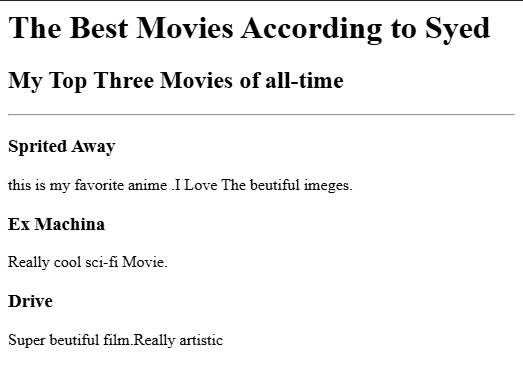 The Best Movies According to Syed
My Top Three Movies of all-time
Sprited Away
this is my favorite anime .I Love The beutiful imeges.
Ex Machina
Really cool sci-fi Movie.
Drive
Super beutiful film.Really artistic